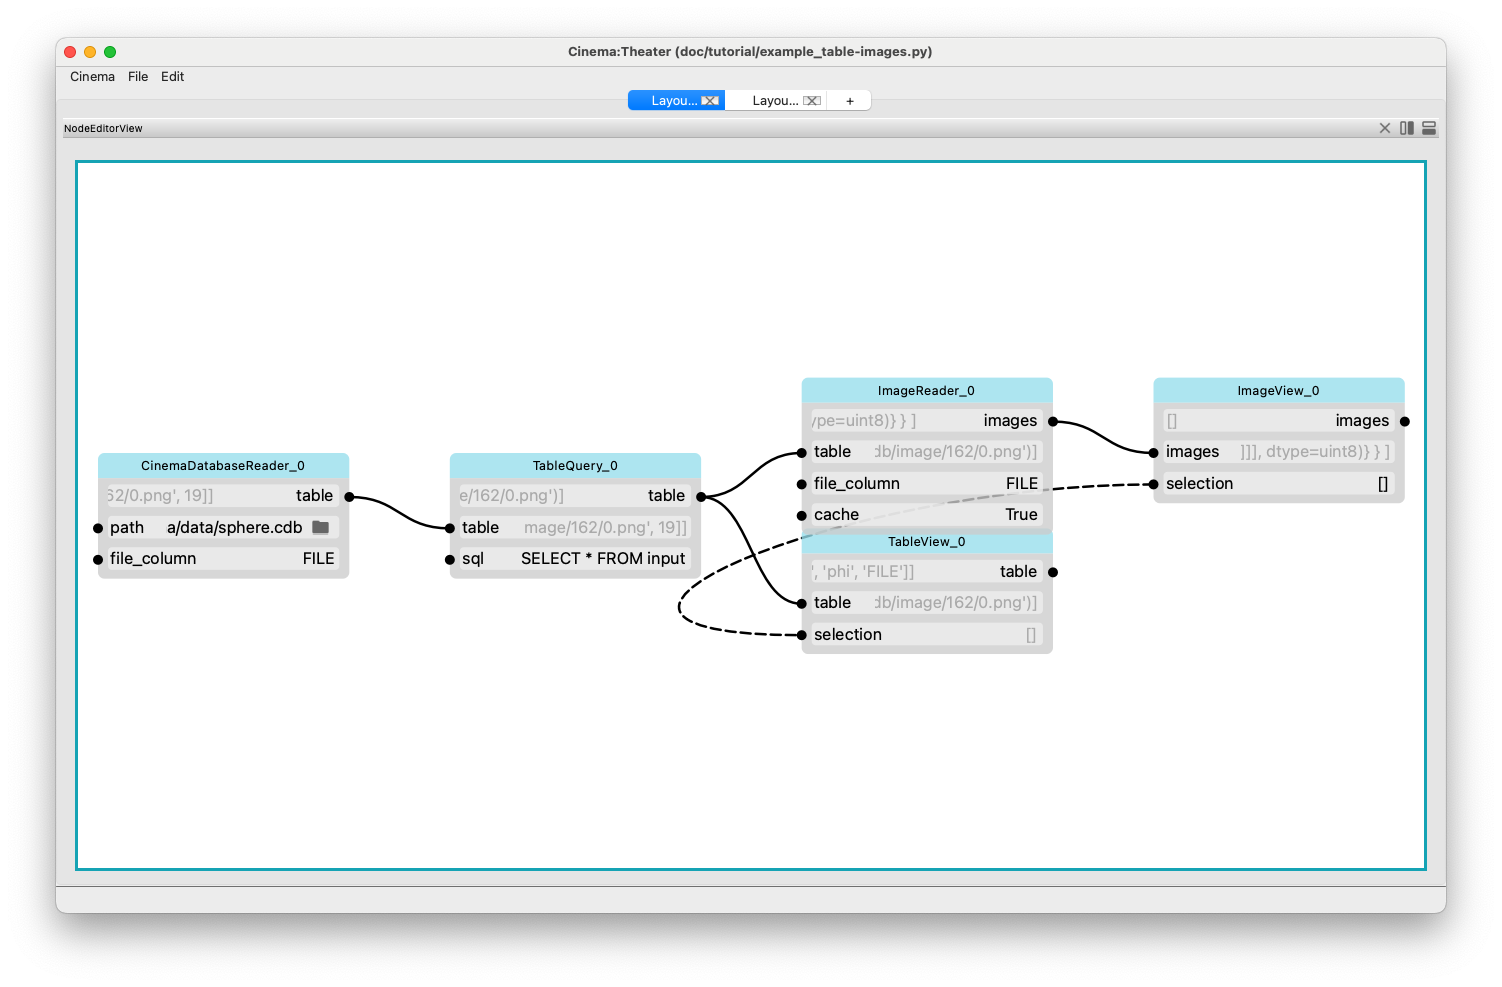 Cinema:Theater (doc/tutorial/example_table-images.py)
Cinema File Edit
Layou... Layou... +
NodeEditorView
CinemaDatabaseReader_0
62/0.png', 19]] table
path a/data/sphere.cdb
file_column FILE
TableQuery_0
e/162/0.png')] table
table mage/162/0.png', 19]]
sql SELECT * FROM input
ImageReader_0
ype=uint8)} } ] images
table db/image/162/0.png')]
file_column FILE
cache True
TableView_0
', 'phi', 'FILE']] table
table db/image/162/0.png')]
selection []
ImageView_0
[] images
images ]]], dtype=uint8)} } ]
selection []